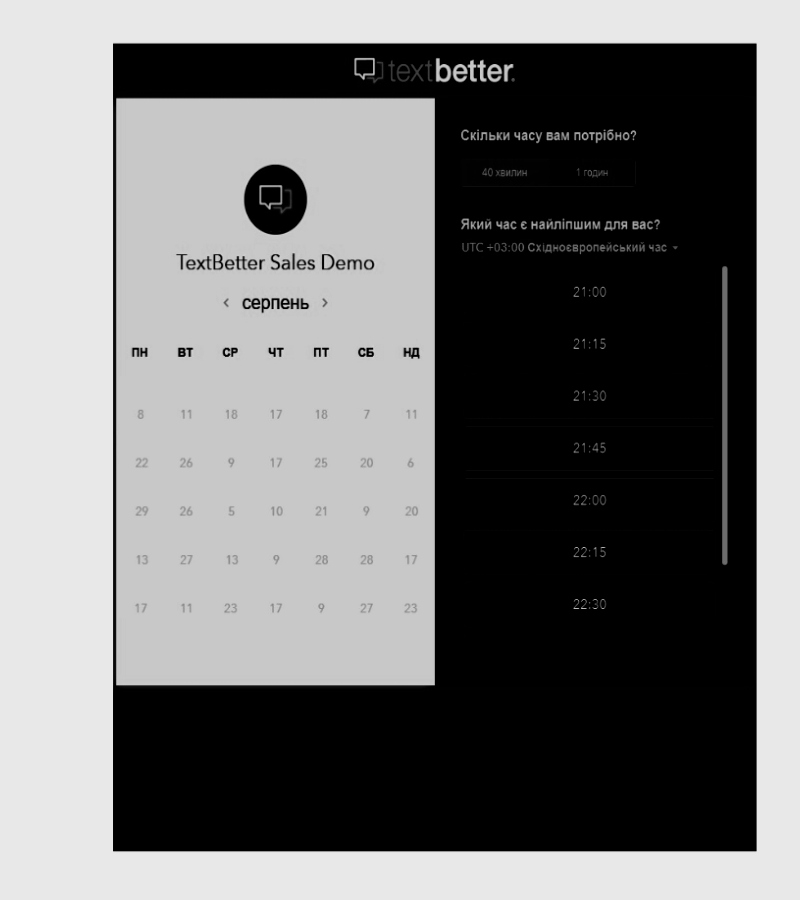 textbetter.
TextBetter Sales Demo
< серпень >
ПН ВТ СР ЧТ ПТ СБ НД
8 11 18 17 18 7 11
22 26 9 17 25 20 6
29 26 5 10 21 9 20
13 27 13 9 28 28 17
17 11 23 17 9 27 23
Скільки часу вам потрібно?
40 хвилин 1 годин
Який час є найліпшим для вас?
UTC +03:00 Східноєвропейський час
21:00
21:15
21:30
21:45
22:00
22:15
22:30